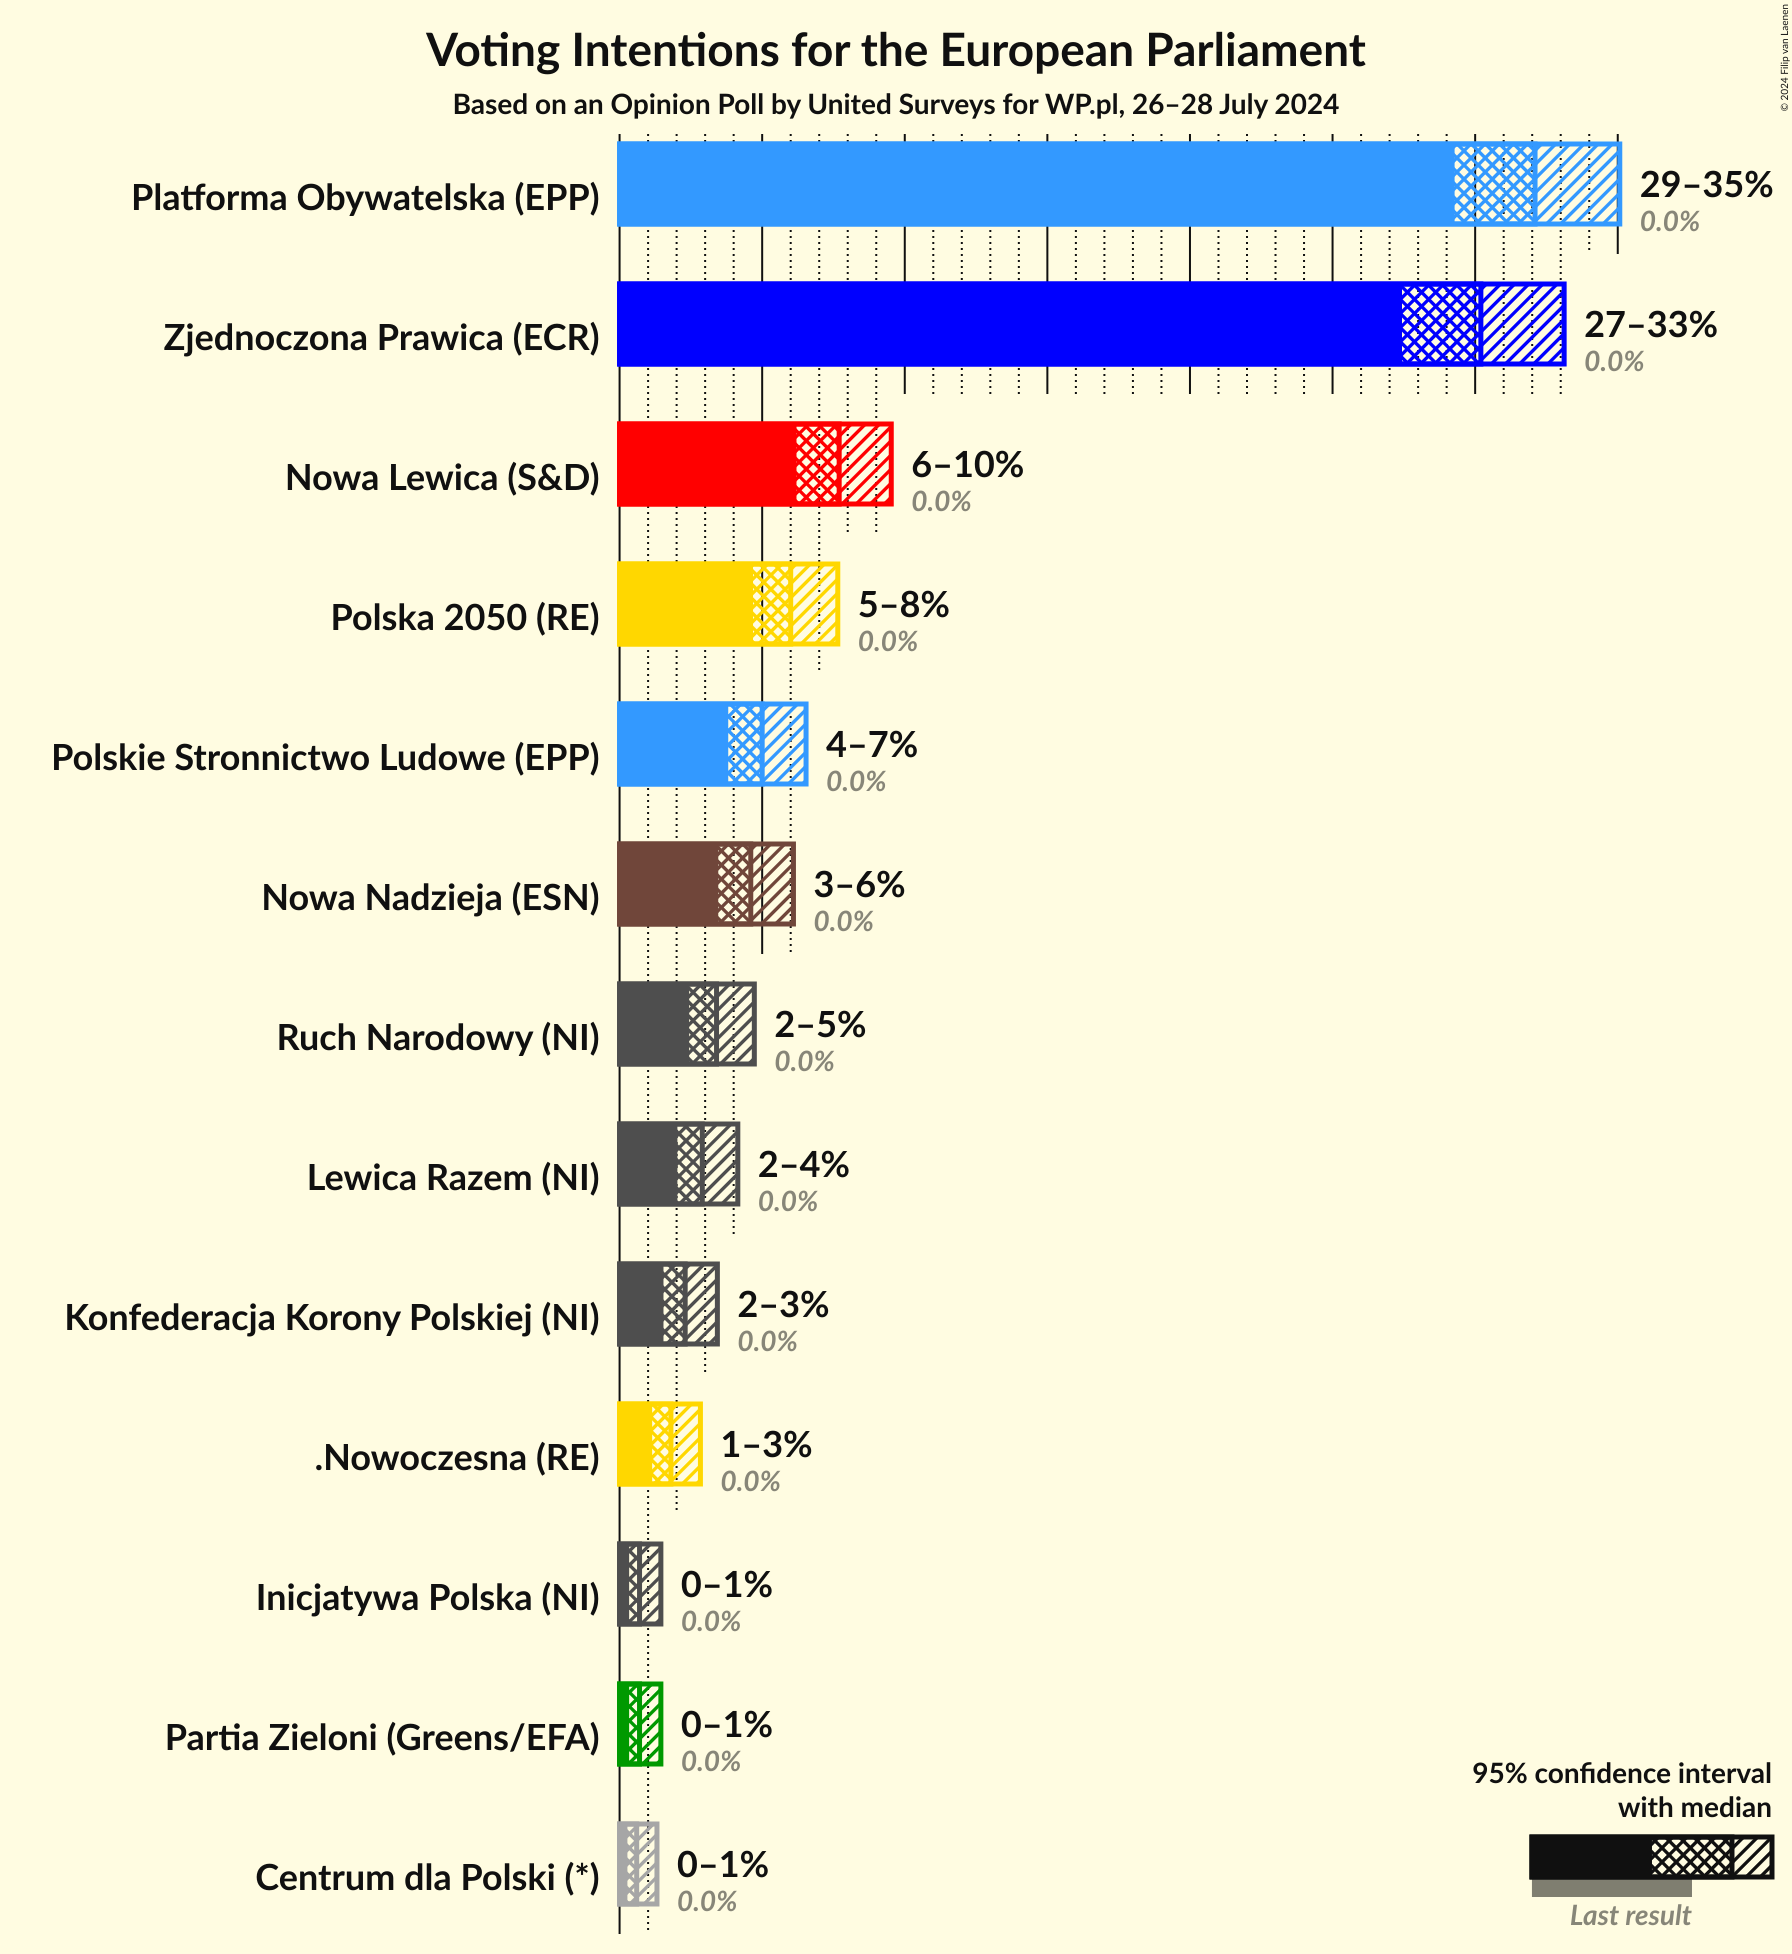 Voting Intentions for the European Parliament
Based on an Opinion Poll by United Surveys for WP.pl, 26–28 July 2024
© 2024 Filip van Laenen
Platforma Obywatelska (EPP)
29–35%
0.0%
Zjednoczona Prawica (ECR)
27–33%
0.0%
Nowa Lewica (S&D)
6–10%
0.0%
Polska 2050 (RE)
5–8%
0.0%
Polskie Stronnictwo Ludowe (EPP)
4–7%
0.0%
Nowa Nadzieja (ESN)
3–6%
0.0%
Ruch Narodowy (NI)
2–5%
0.0%
Lewica Razem (NI)
2–4%
0.0%
Konfederacja Korony Polskiej (NI)
2–3%
0.0%
.Nowoczesna (RE)
1–3%
0.0%
Inicjatywa Polska (NI)
0–1%
0.0%
Partia Zieloni (Greens/EFA)
0–1%
0.0%
Centrum dla Polski (*)
0–1%
0.0%
95% confidence interval
with median
Last result